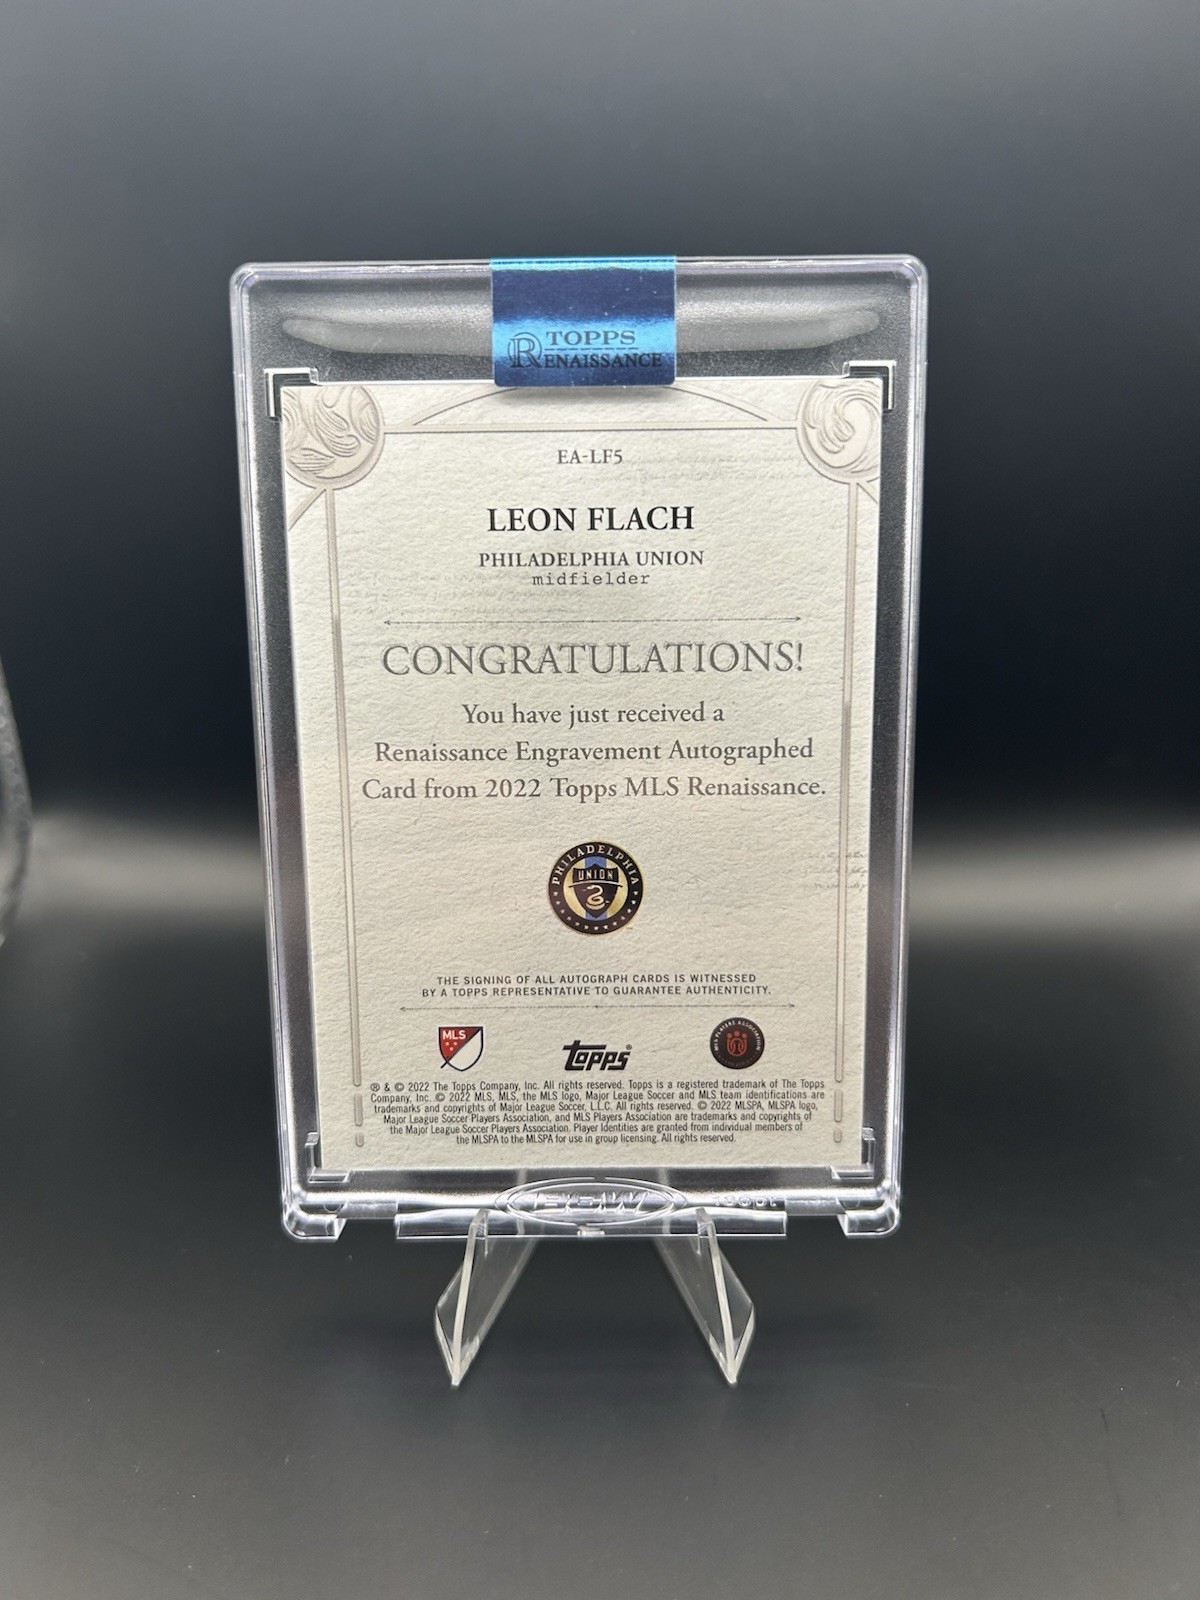 TOPPS
RENAISSANCE
EA-LF5
LEON FLACH
PHILADELPHIA UNION
midfielder
CONGRATULATIONS!
You have just received a
Renaissance Engravement Autographed
Card from 2022 Topps MLS Renaissance.
PHILADELPHIA
UNION
THE SIGNING OF ALL AUTOGRAPH CARDS IS WITNESSED
BY A TOPPS REPRESENTATIVE TO GUARANTEE AUTHENTICITY.
MLS
topps®
MLS PLAYERS ASSOCIATION
® & © 2022 The Topps Company, Inc. All rights reserved. Topps is a registered trademark of The Topps
Company, Inc. © 2022 MLS, MLS, the MLS logo, Major League Soccer and MLS team identifications are
trademarks and copyrights of Major League Soccer, L.L.C. All rights reserved. © 2022 MLSPA, MLSPA logo,
Major League Soccer Players Association, and MLS Players Association are trademarks and copyrights of
the Major League Soccer Players Association. Player Identities are granted from individual members of
the MLSPA to the MLSPA for use in group licensing. All rights reserved.